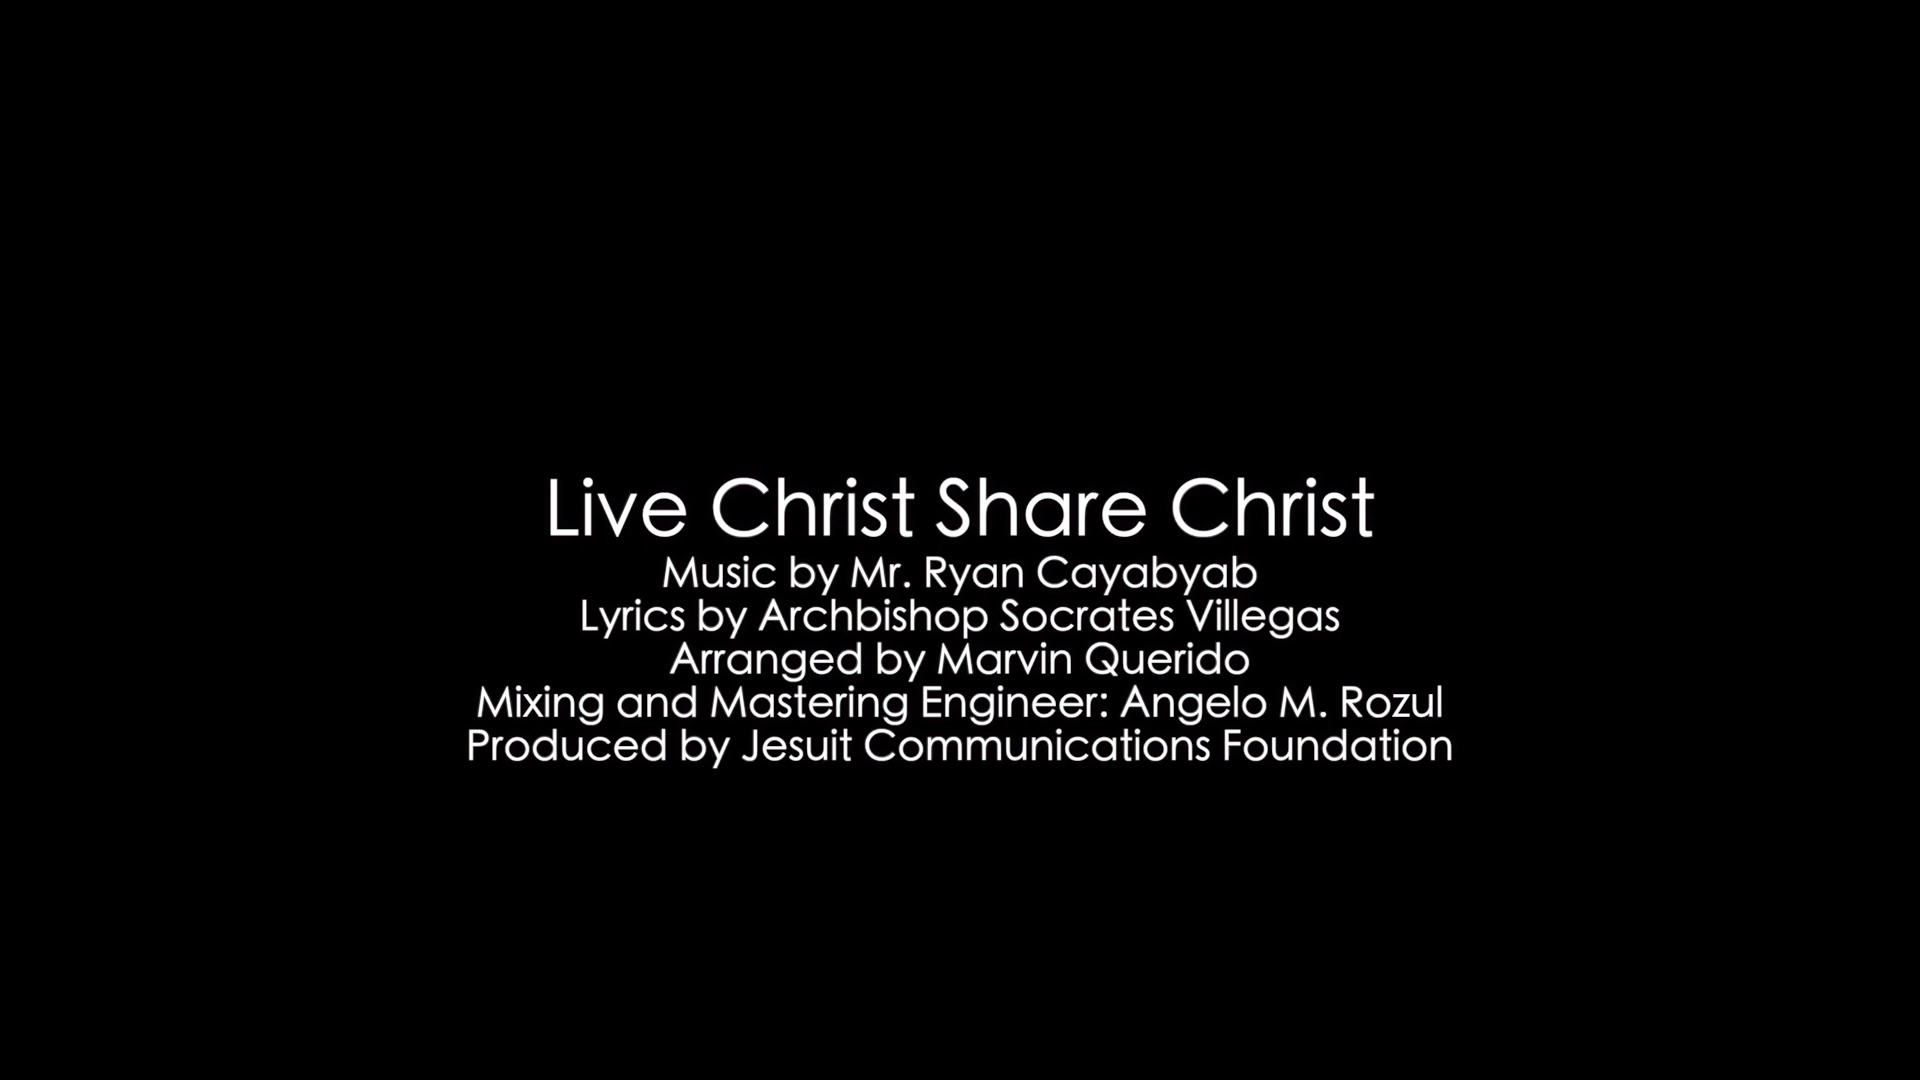 Live Christ Share Christ
Music by Mr. Ryan Cayabyab
Lyrics by Archbishop Socrates Villegas
Arranged by Marvin Querido
Mixing and Mastering Engineer: Angelo M. Rozul
Produced by Jesuit Communications Foundation